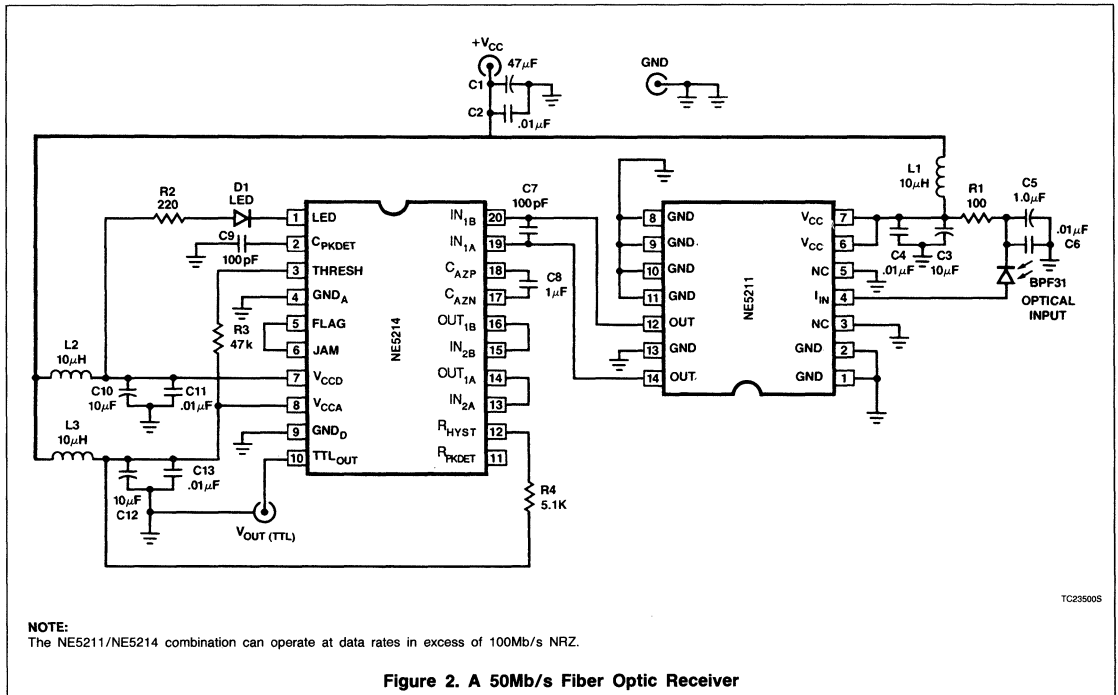 +VCC
47µF
C1
C2
.01µF
GND
L1
10µH
R1
100
C5
1.0µF
.01µF
C6
BPF31
OPTICAL
INPUT
R2
220
D1
LED
C9
100pF
R3
47k
L2
10µH
C10
10µF
C11
.01µF
L3
10µH
C13
.01µF
10µF
C12
VOUT (TTL)
1 LED
2 CPKDET
3 THRESH
4 GNDA
5 FLAG
6 JAM
7 VCCD
8 VCCA
9 GNDD
10 TTLOUT
NE5214
IN1B 20
IN1A 19
CAZP 18
CAZN 17
OUT1B 16
IN2B 15
OUT1A 14
IN2A 13
RHYST 12
RPKDET 11
C7
100pF
C8
1µF
R4
5.1K
8 GND
9 GND.
10 GND
11 GND
12 OUT
13 GND
14 OUT.
NE5211
VCC 7
VCC 6
NC 5
IIN 4
NC 3
GND 2
GND 1
C4
.01µF
C3
10µF
TC23500S
NOTE:
The NE5211/NE5214 combination can operate at data rates in excess of 100Mb/s NRZ.
Figure 2. A 50Mb/s Fiber Optic Receiver